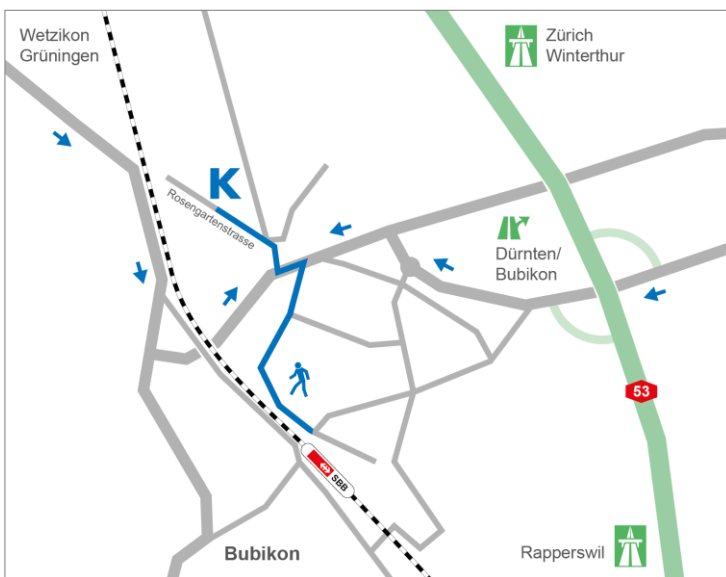 Wetzikon
Grüningen
Zürich
Winterthur
K
Rosengartenstrasse
Dürnten/
Bubikon
53
SBB
Bubikon
Rapperswil